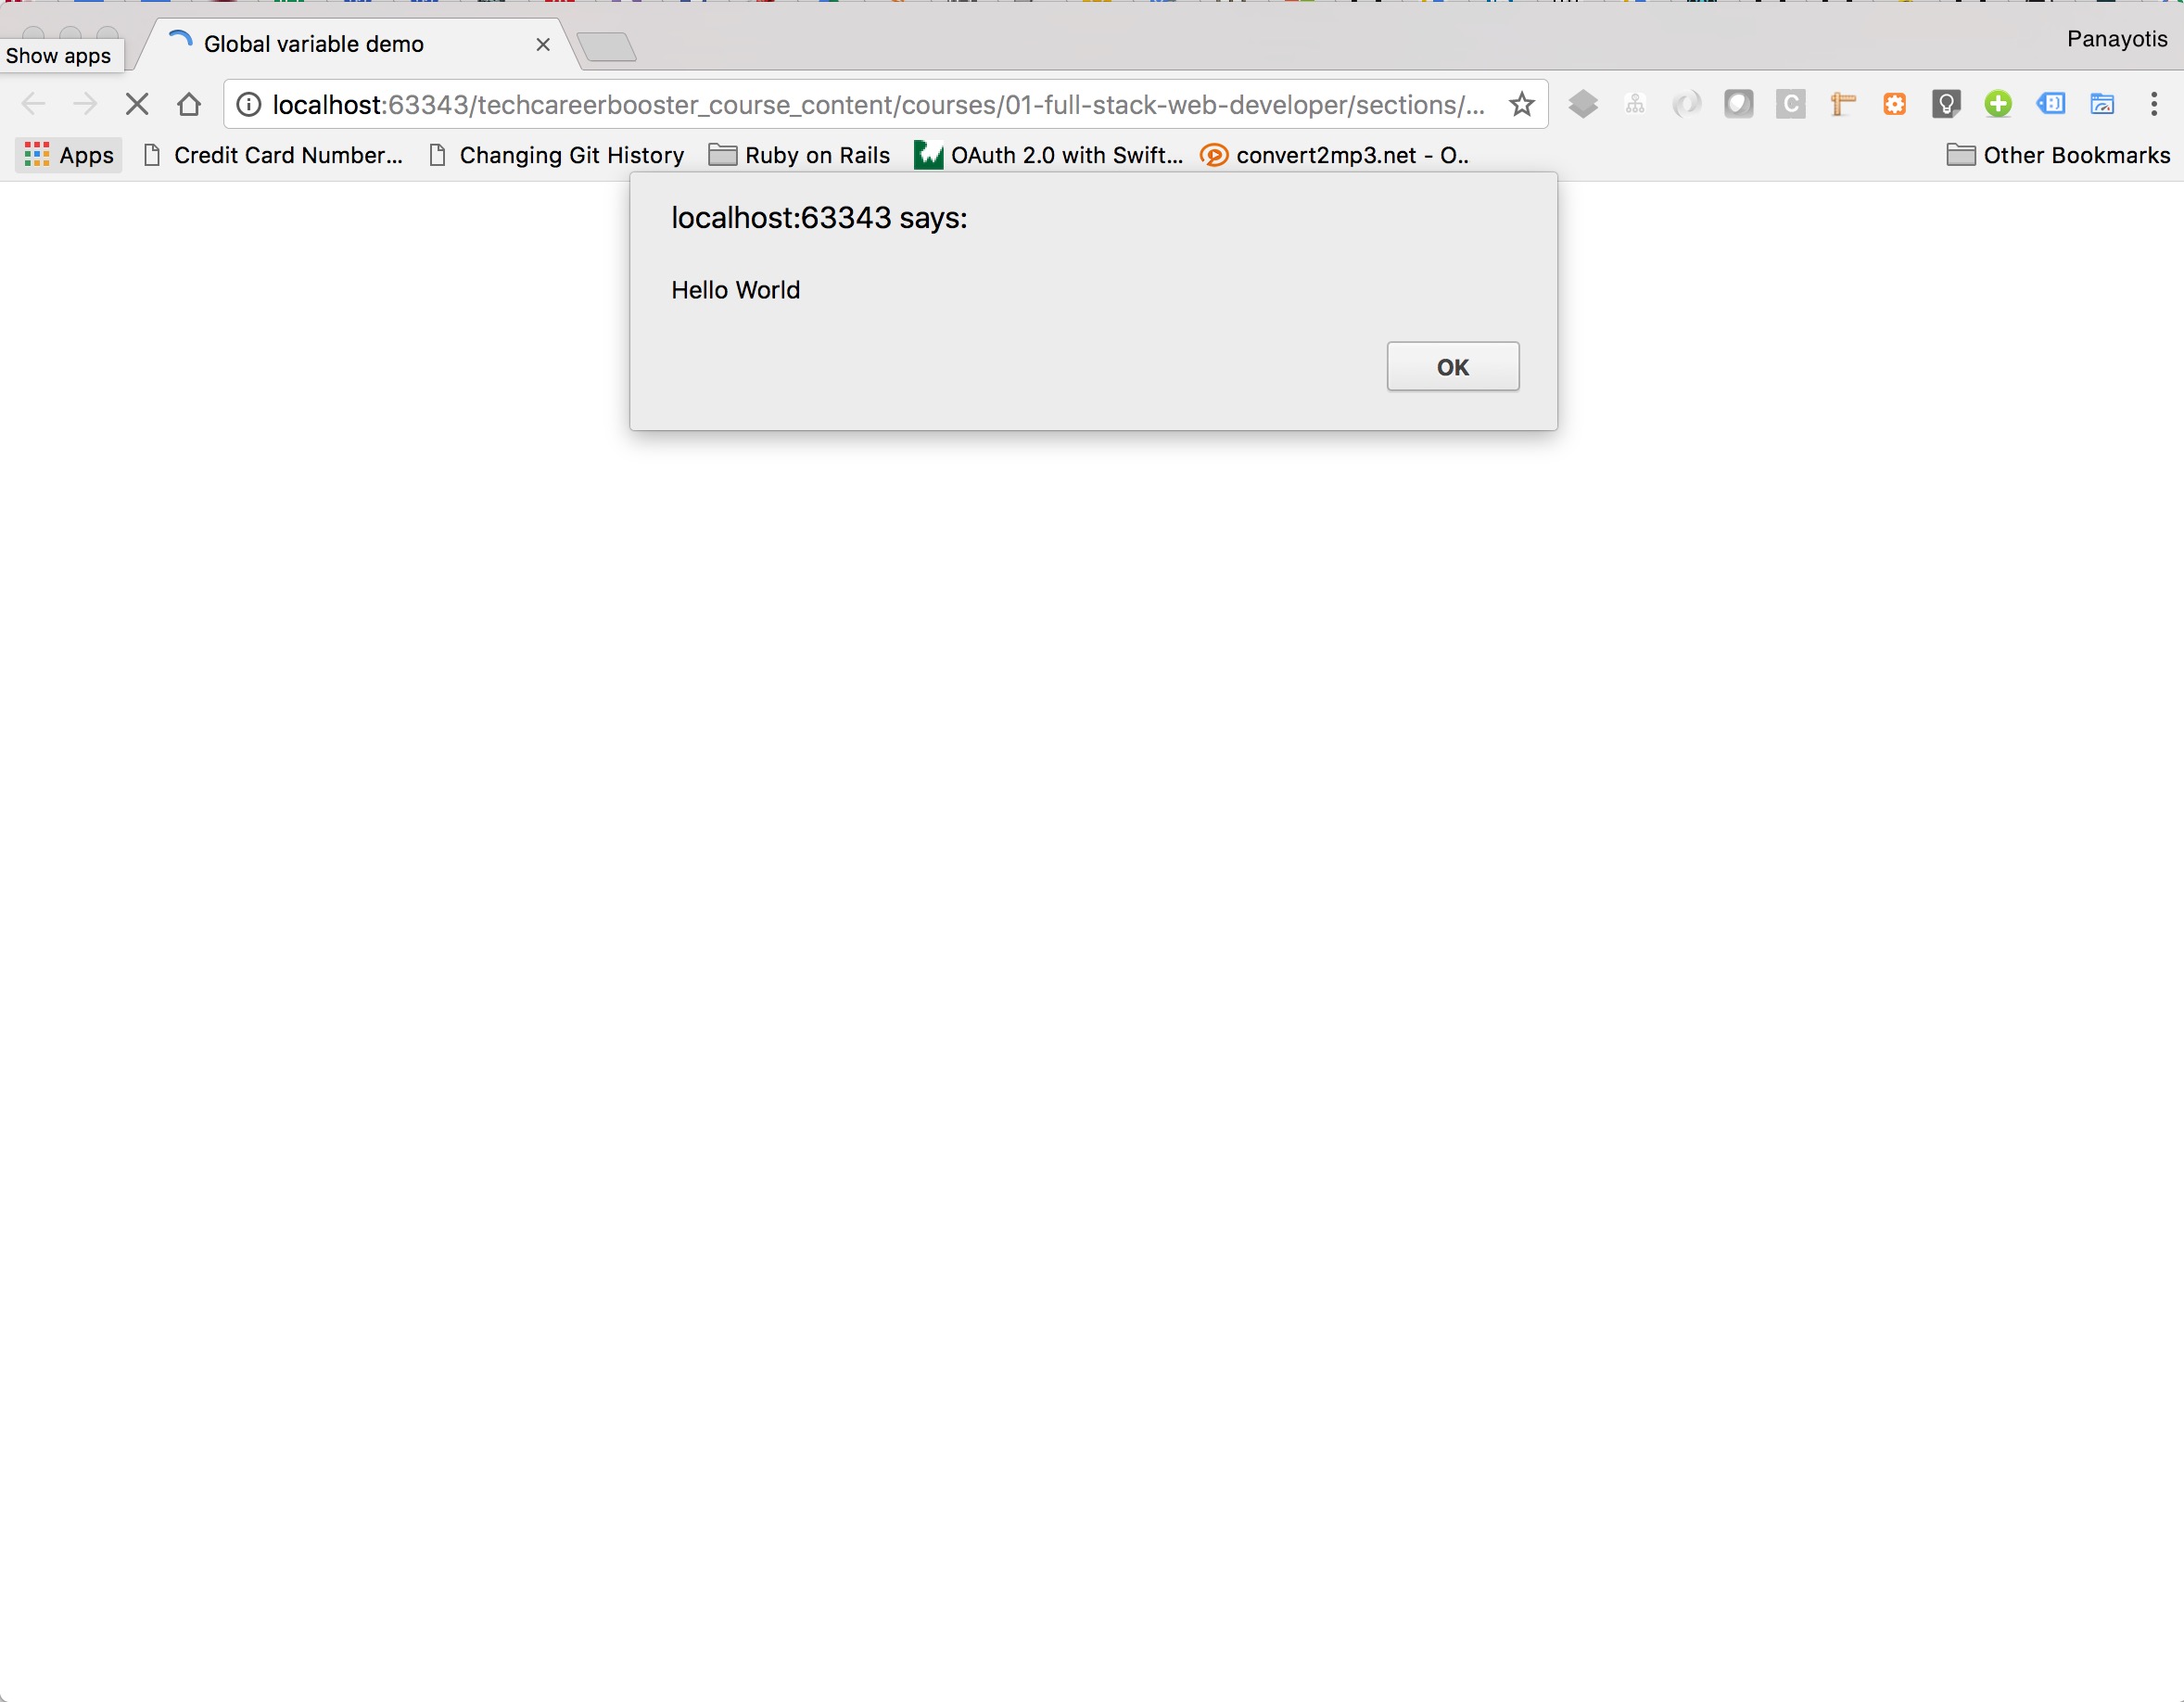 Global variable demo
Panayotis
Show apps
localhost:63343/techcareerbooster_course_content/courses/01-full-stack-web-developer/sections/...
C
Apps
Credit Card Number...
Changing Git History
Ruby on Rails
OAuth 2.0 with Swift...
convert2mp3.net - O..
Other Bookmarks
localhost:63343 says:
Hello World
OK